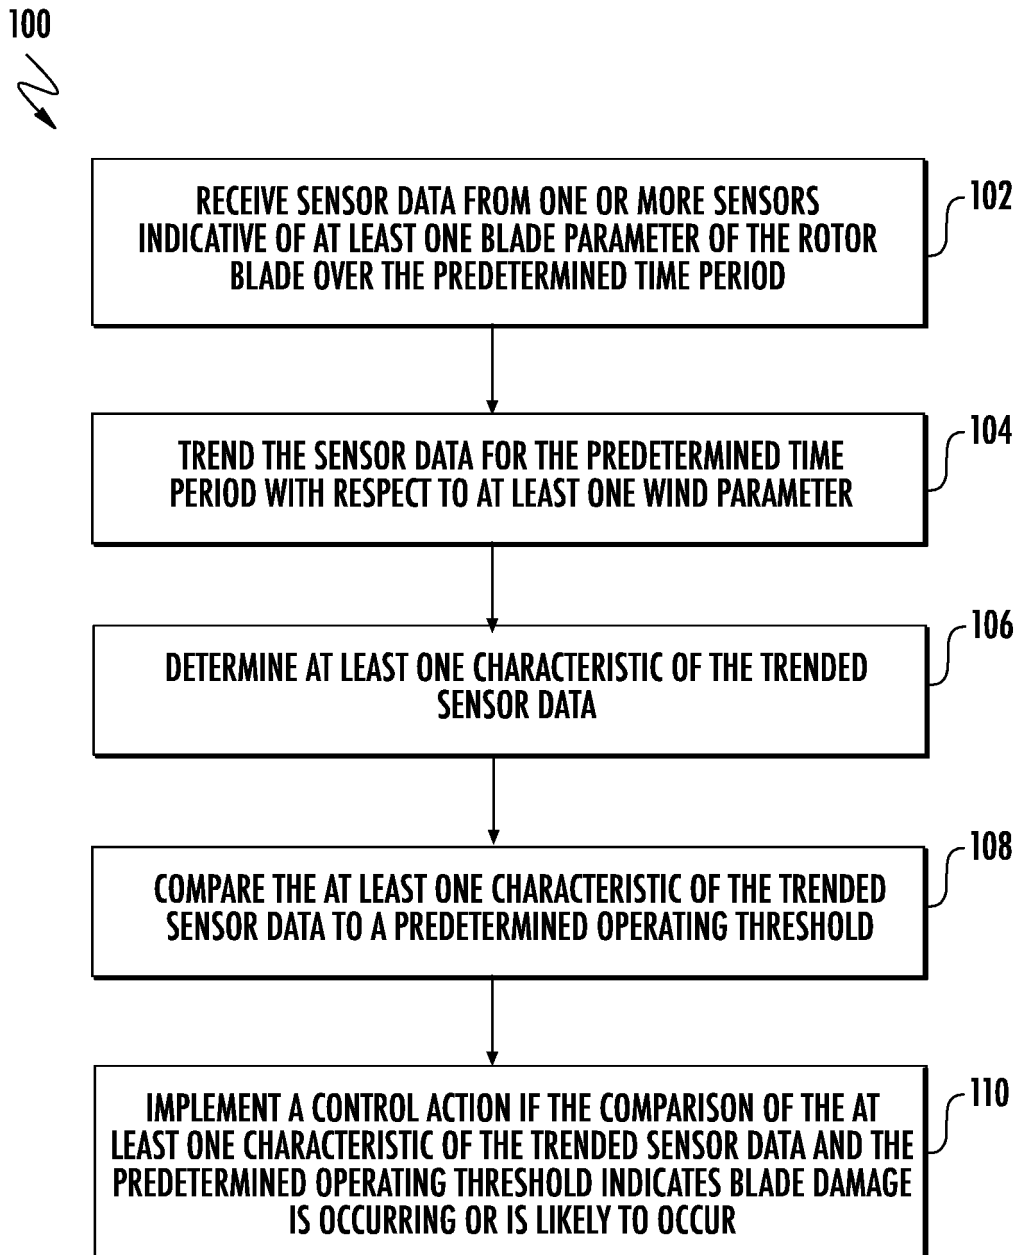 100
RECEIVE SENSOR DATA FROM ONE OR MORE SENSORS
INDICATIVE OF AT LEAST ONE BLADE PARAMETER OF THE ROTOR
BLADE OVER THE PREDETERMINED TIME PERIOD
102
TREND THE SENSOR DATA FOR THE PREDETERMINED TIME
PERIOD WITH RESPECT TO AT LEAST ONE WIND PARAMETER
104
DETERMINE AT LEAST ONE CHARACTERISTIC OF THE TRENDED
SENSOR DATA
106
COMPARE THE AT LEAST ONE CHARACTERISTIC OF THE TRENDED
SENSOR DATA TO A PREDETERMINED OPERATING THRESHOLD
108
IMPLEMENT A CONTROL ACTION IF THE COMPARISON OF THE AT
LEAST ONE CHARACTERISTIC OF THE TRENDED SENSOR DATA AND THE
PREDETERMINED OPERATING THRESHOLD INDICATES BLADE DAMAGE
IS OCCURRING OR IS LIKELY TO OCCUR
110